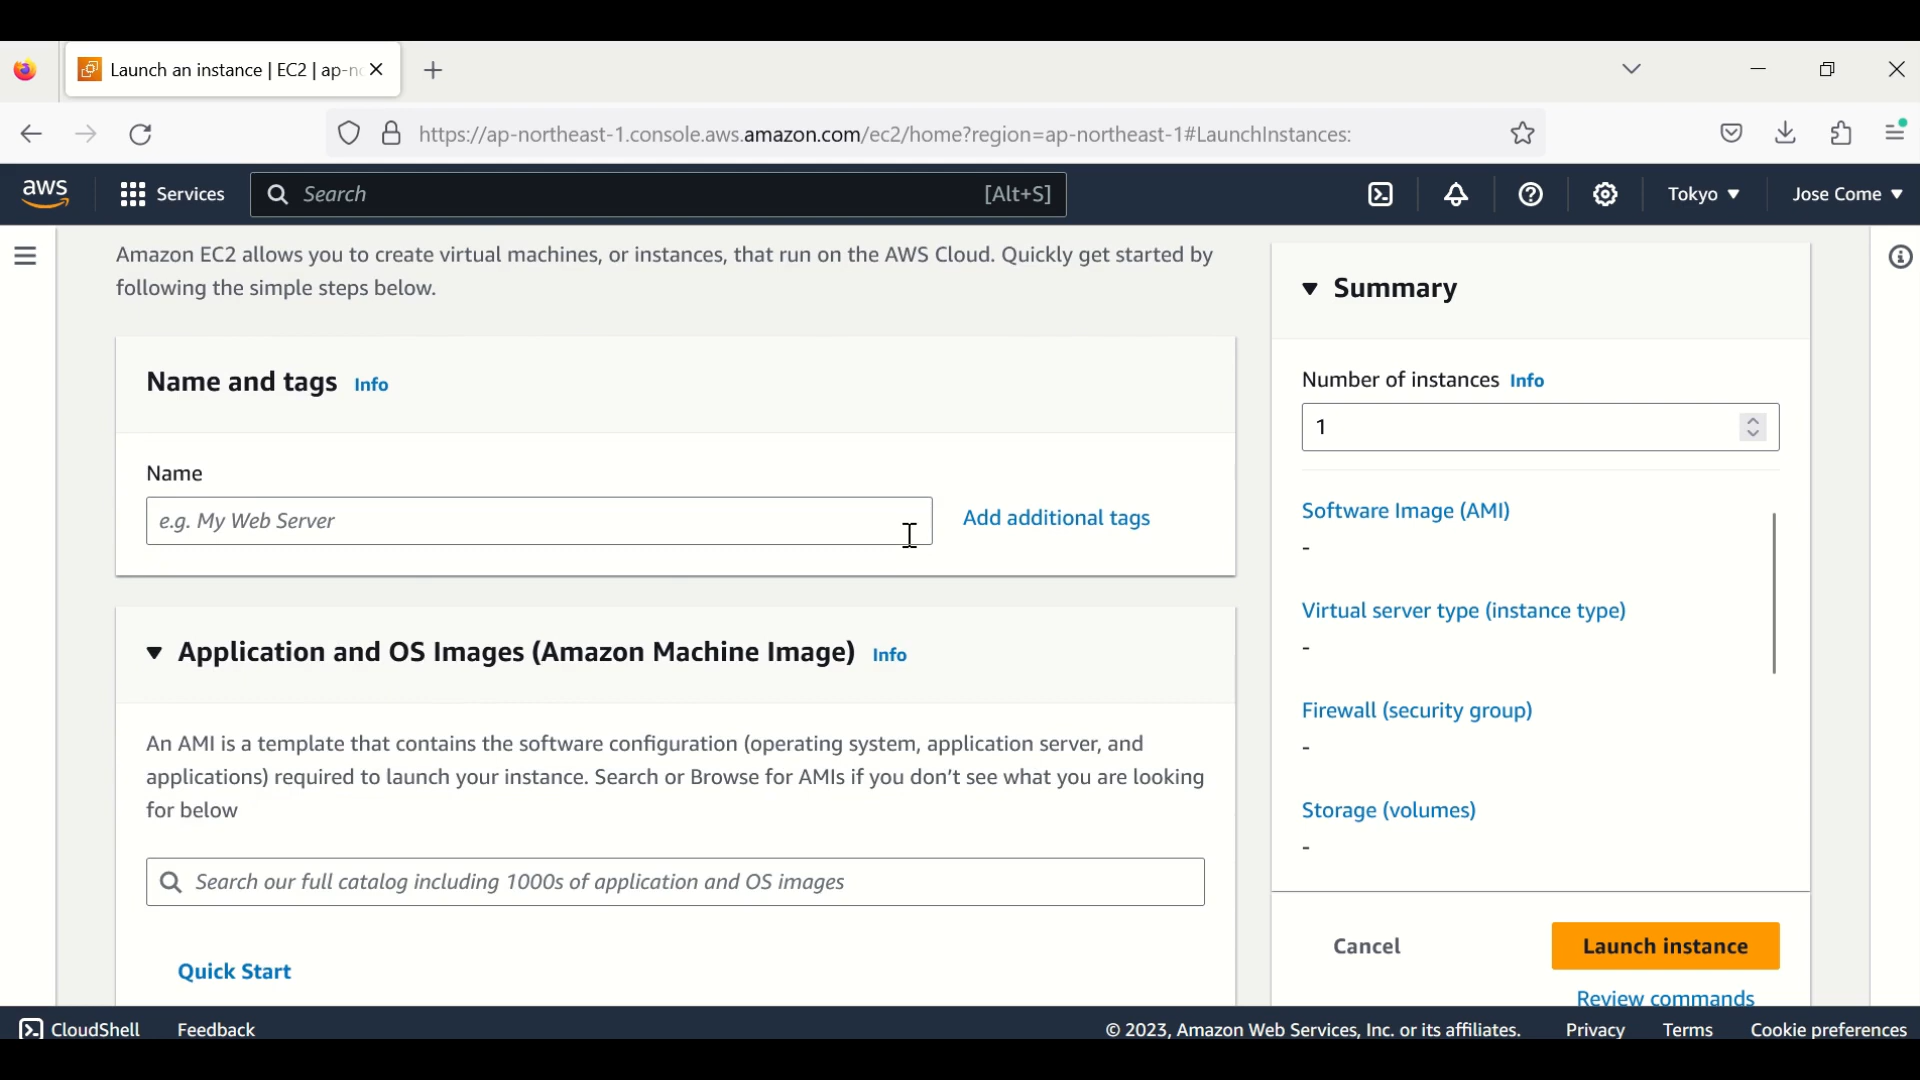 Launch an instance | EC2 | ap-n
https://ap-northeast-1.console.aws.amazon.com/ec2/home?region=ap-northeast-1#LaunchInstances:
aws
Services
Search
[Alt+S]
Tokyo
Jose Come
Amazon EC2 allows you to create virtual machines, or instances, that run on the AWS Cloud. Quickly get started by
following the simple steps below.
Name and tags Info
Name
e.g. My Web Server
Add additional tags
Application and OS Images (Amazon Machine Image) Info
An AMI is a template that contains the software configuration (operating system, application server, and
applications) required to launch your instance. Search or Browse for AMIs if you don't see what you are looking
for below
Search our full catalog including 1000s of application and OS images
Quick Start
Summary
Number of instances Info
1
Software Image (AMI)
-
Virtual server type (instance type)
-
Firewall (security group)
-
Storage (volumes)
-
Cancel
Launch instance
Review commands
CloudShell
Feedback
© 2023, Amazon Web Services, Inc. or its affiliates.
Privacy
Terms
Cookie preferences